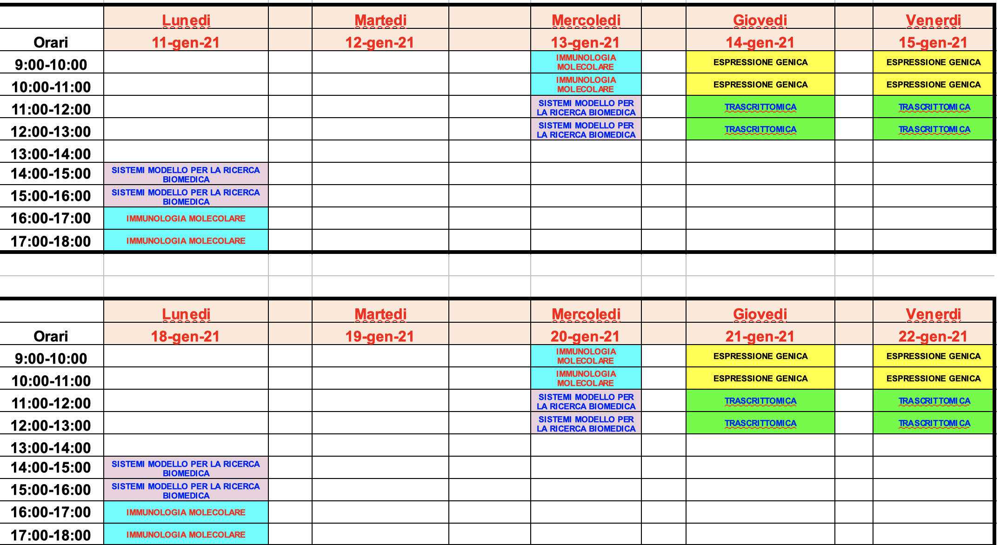 Lunedi Martedi Mercoledi Giovedi Venerdi
Orari 11-gen-21 12-gen-21 13-gen-21 14-gen-21 15-gen-21
9:00-10:00 IMMUNOLOGIA MOLECOLARE ESPRESSIONE GENICA ESPRESSIONE GENICA
10:00-11:00 IMMUNOLOGIA MOLECOLARE ESPRESSIONE GENICA ESPRESSIONE GENICA
11:00-12:00 SISTEMI MODELLO PER LA RICERCA BIOMEDICA TRASCRITTOMICA TRASCRITTOMICA
12:00-13:00 SISTEMI MODELLO PER LA RICERCA BIOMEDICA TRASCRITTOMICA TRASCRITTOMICA
13:00-14:00
14:00-15:00 SISTEMI MODELLO PER LA RICERCA BIOMEDICA
15:00-16:00 SISTEMI MODELLO PER LA RICERCA BIOMEDICA
16:00-17:00 IMMUNOLOGIA MOLECOLARE
17:00-18:00 IMMUNOLOGIA MOLECOLARE
Lunedi Martedi Mercoledi Giovedi Venerdi
Orari 18-gen-21 19-gen-21 20-gen-21 21-gen-21 22-gen-21
9:00-10:00 IMMUNOLOGIA MOLECOLARE ESPRESSIONE GENICA ESPRESSIONE GENICA
10:00-11:00 IMMUNOLOGIA MOLECOLARE ESPRESSIONE GENICA ESPRESSIONE GENICA
11:00-12:00 SISTEMI MODELLO PER LA RICERCA BIOMEDICA TRASCRITTOMICA TRASCRITTOMICA
12:00-13:00 SISTEMI MODELLO PER LA RICERCA BIOMEDICA TRASCRITTOMICA TRASCRITTOMICA
13:00-14:00
14:00-15:00 SISTEMI MODELLO PER LA RICERCA BIOMEDICA
15:00-16:00 SISTEMI MODELLO PER LA RICERCA BIOMEDICA
16:00-17:00 IMMUNOLOGIA MOLECOLARE
17:00-18:00 IMMUNOLOGIA MOLECOLARE